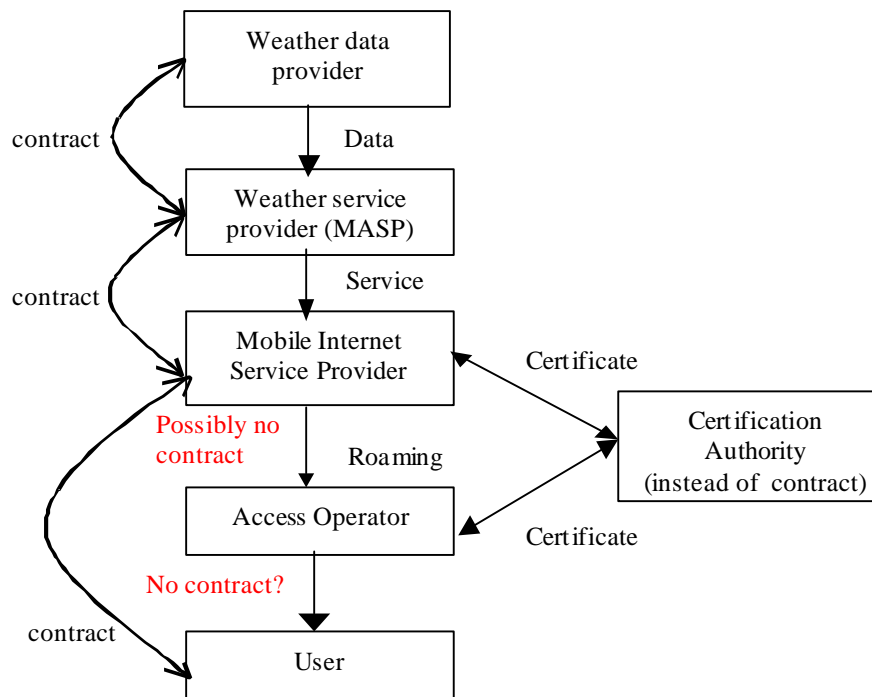 Weather data
provider
contract
Data
Weather service
provider (MASP)
contract
Service
Mobile Internet
Service Provider
Certificate
Certification
Authority
(instead of contract)
Possibly no
contract
Roaming
Access Operator
Certificate
No contract?
contract
User